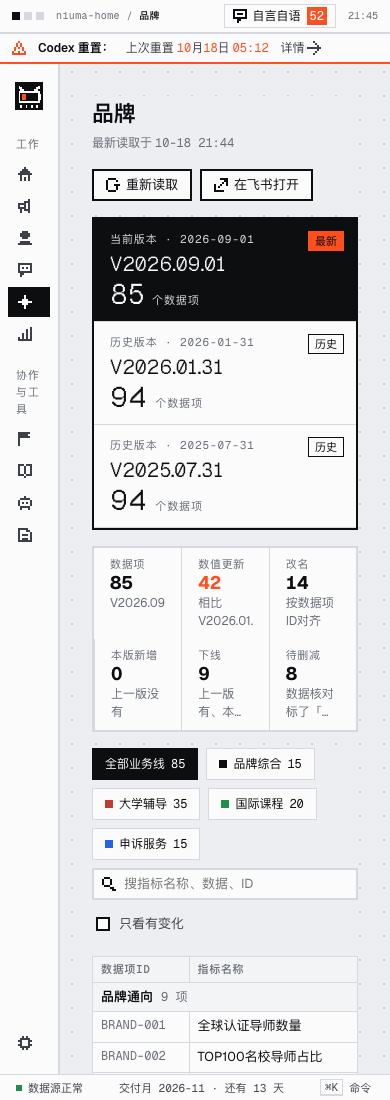 niuma-home / 品牌
自言自语 52
21:45
Codex 重置: 上次重置 10月18日 05:12 详情
工作
协作与工具
品牌
最新读取于 10-18 21:44
重新读取
在飞书打开
当前版本 · 2026-09-01 最新
V2026.09.01
85 个数据项
历史版本 · 2026-01-31 历史
V2026.01.31
94 个数据项
历史版本 · 2025-07-31 历史
V2025.07.31
94 个数据项
数据项 数值更新 改名
85 42 14
V2026.09 相比 按数据项
V2026.01. ID对齐
本版新增 下线 待删减
0 9 8
上一版没 上一版 数据核对
有 有、本… 标了「…
全部业务线 85
品牌综合 15
大学辅导 35
国际课程 20
申诉服务 15
搜指标名称、数据、ID
只看有变化
数据项ID 指标名称
品牌通向 9 项
BRAND-001 全球认证导师数量
BRAND-002 TOP100名校导师占比
数据源正常 交付月 2026-11 · 还有 13 天 ⌘K 命令